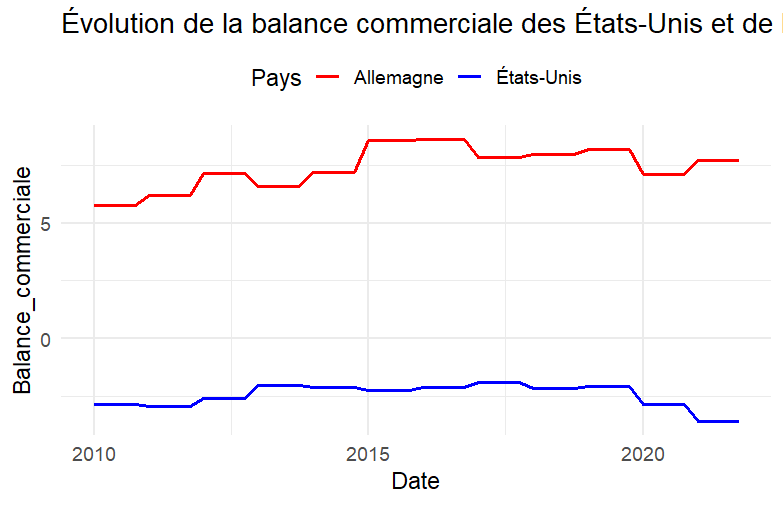 Évolution de la balance commerciale des États-Unis et de
Pays Allemagne États-Unis
Balance_commerciale
5
0
2010 2015 2020
Date